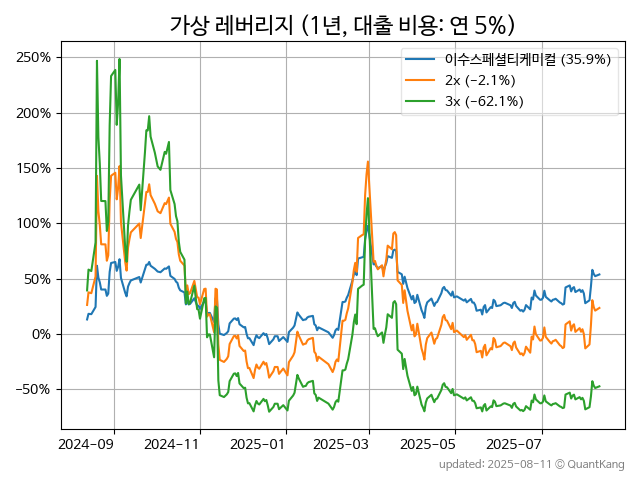 가상 레버리지 (1년, 대출 비용: 연 5%)
이수스페셜티케미컬 (35.9%)
2x (−2.1%)
3x (−62.1%)
250%
200%
150%
100%
50%
0%
−50%
2024-09
2024-11
2025-01
2025-03
2025-05
2025-07
updated: 2025-08-11 © QuantKang